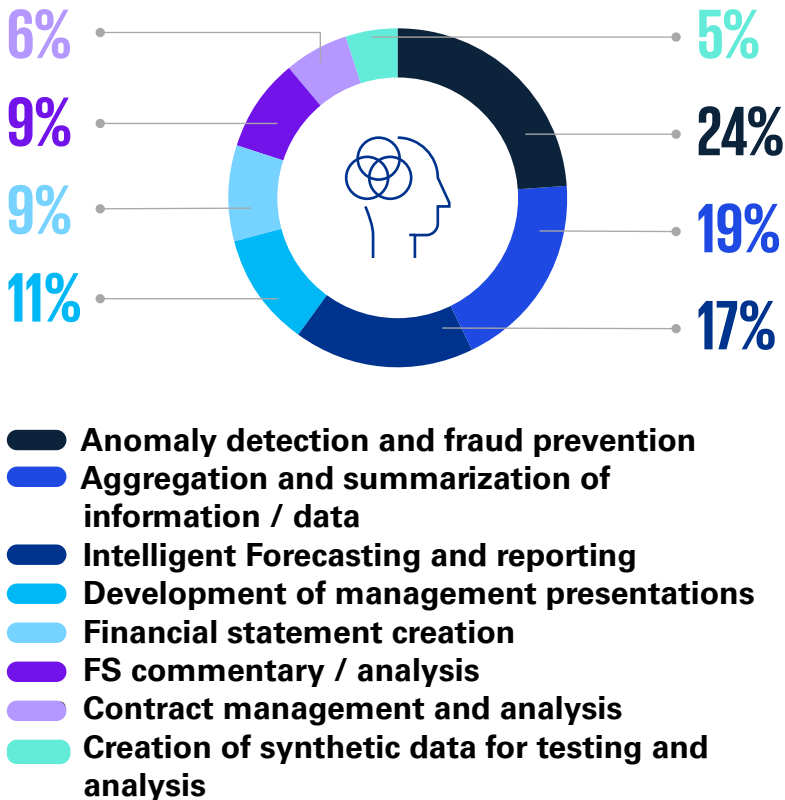 6%
5%
9%
24%
9%
19%
11%
17%
Anomaly detection and fraud prevention
Aggregation and summarization of
information / data
Intelligent Forecasting and reporting
Development of management presentations
Financial statement creation
FS commentary / analysis
Contract management and analysis
Creation of synthetic data for testing and
analysis